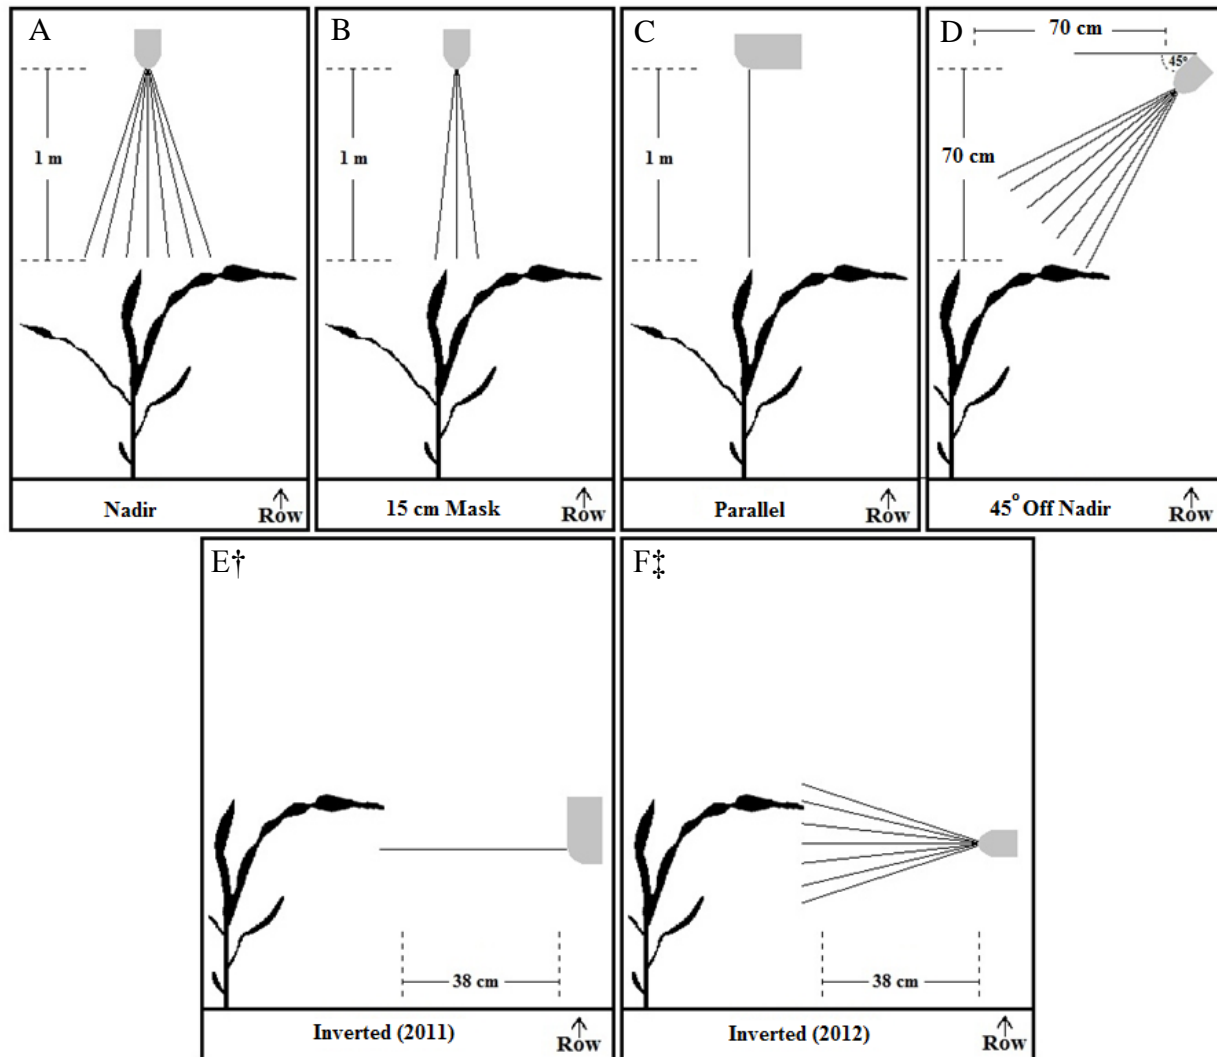 A
1 m
Nadir
Row
B
1 m
15 cm Mask
Row
C
1 m
Parallel
Row
D
70 cm
45°
70 cm
45° Off Nadir
Row
E†
38 cm
Inverted (2011)
Row
F‡
38 cm
Inverted (2012)
Row